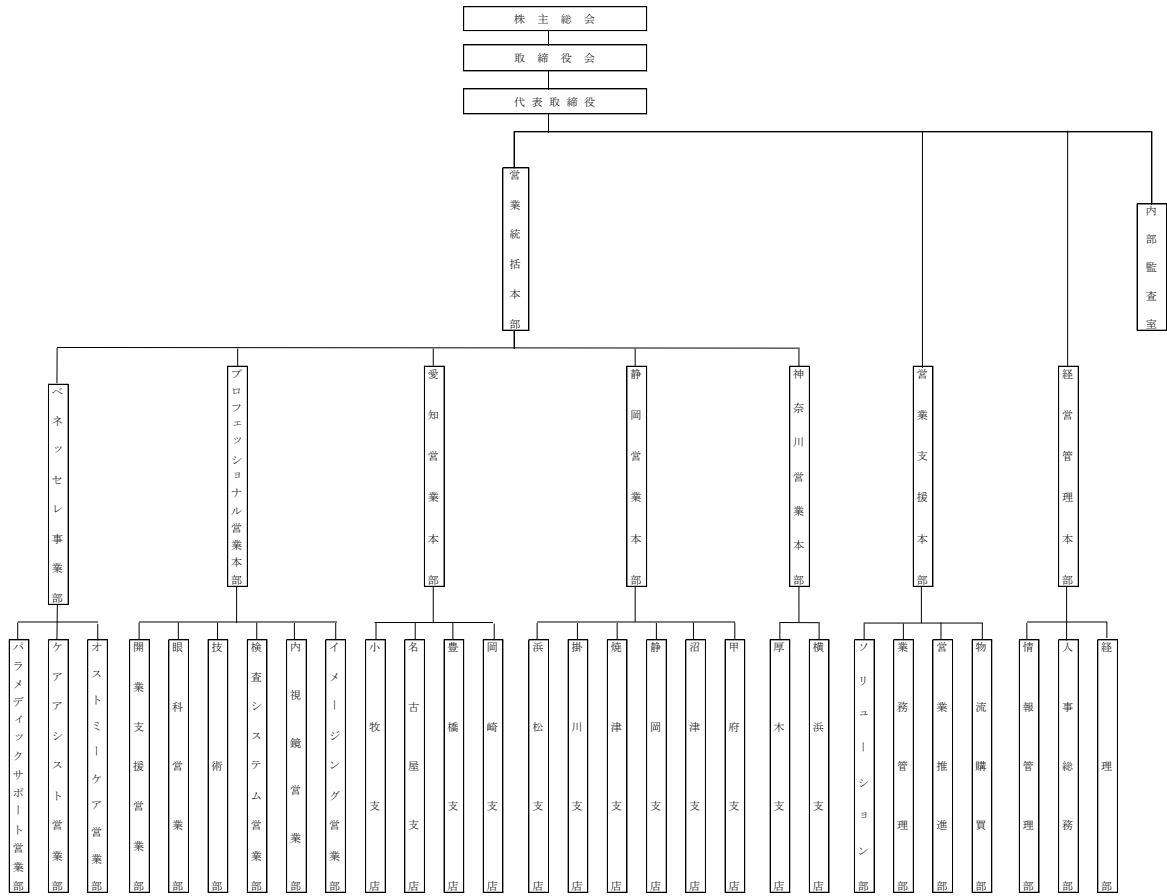 株主総会
取締役会
代表取締役
営業統括本部
内部監査室
ベネッセレ事業部
プロフェッショナル営業本部
愛知営業本部
静岡営業本部
神奈川営業本部
営業支援本部
経営管理本部
パラメディックサポート営業部
ケアアシスト営業部
オストミーケア営業部
開業支援営業部
眼科営業部
技術部
検査システム営業部
内視鏡営業部
イメージング営業部
小牧支店
名古屋支店
豊橋支店
岡崎支店
浜松支店
掛川支店
焼津支店
静岡支店
沼津支店
甲府支店
厚木支店
横浜支店
ソリューション部
業務管理部
営業推進部
物流購買部
情報管理部
人事総務部
経理部